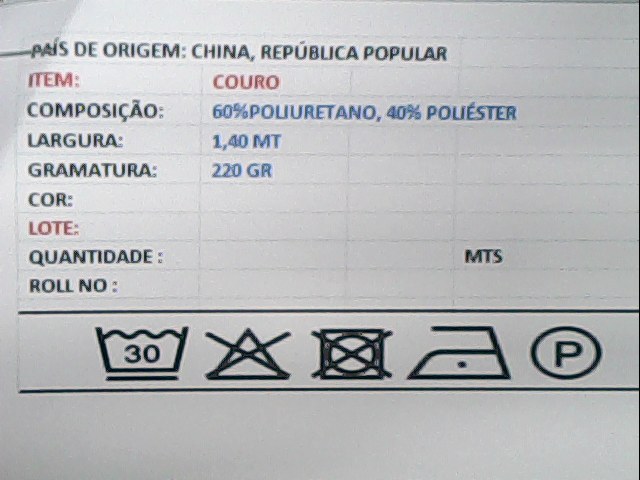 PAÍS DE ORIGEM: CHINA, REPÚBLICA POPULAR
ITEM: COURO
COMPOSIÇÃO: 60%POLIURETANO, 40% POLIÉSTER
LARGURA: 1,40 MT
GRAMATURA: 220 GR
COR:
LOTE:
QUANTIDADE : MTS
ROLL NO :
30 P